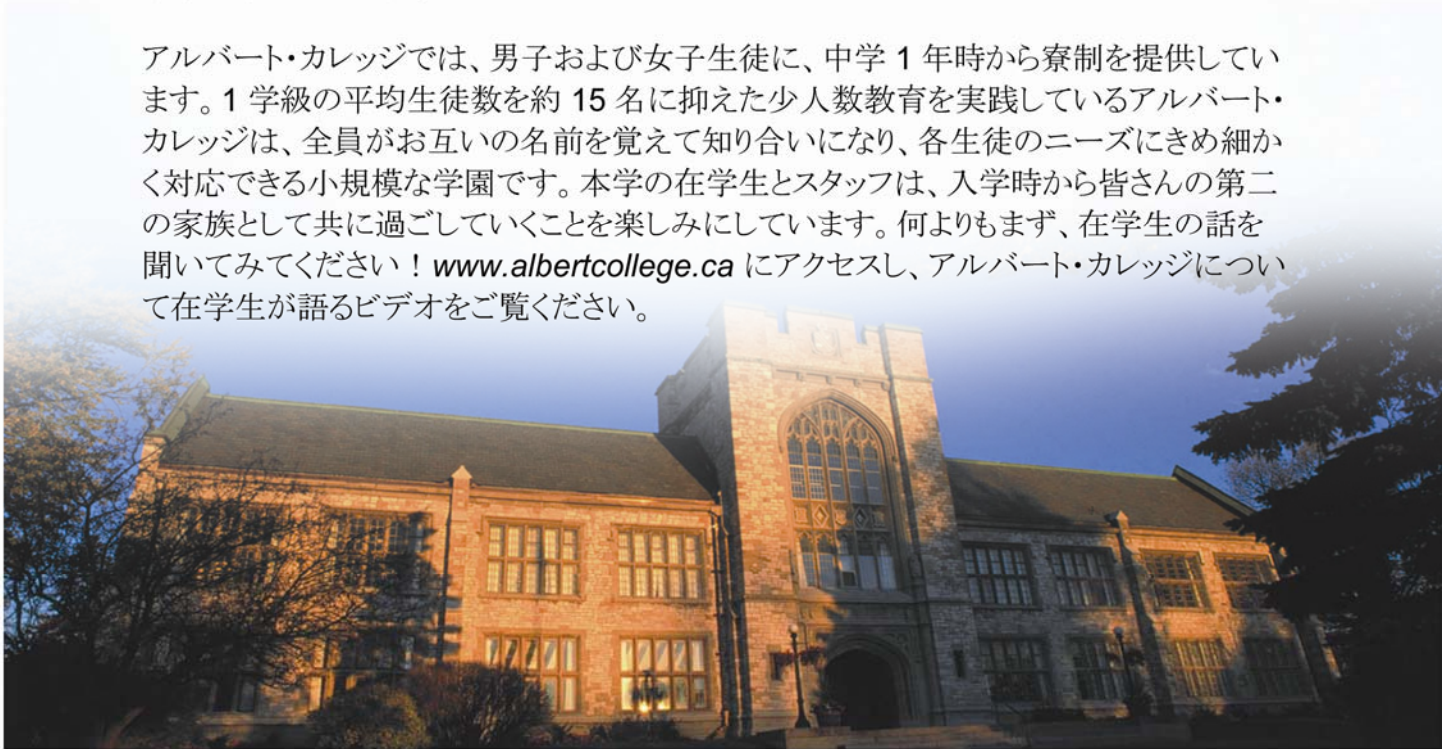 アルバート・カレッジでは、男子および女子生徒に、中学 1 年時から寮制を提供してい
ます。1 学級の平均生徒数を約 15 名に抑えた少人数教育を実践しているアルバート・
カレッジは、全員がお互いの名前を覚えて知り合いになり、各生徒のニーズにきめ細か
く対応できる小規模な学園です。本学の在学生とスタッフは、入学時から皆さんの第二
の家族として共に過ごしていくことを楽しみにしています。何よりもまず、在学生の話を
聞いてみてください！www.albertcollege.ca にアクセスし、アルバート・カレッジについ
て在学生が語るビデオをご覧ください。